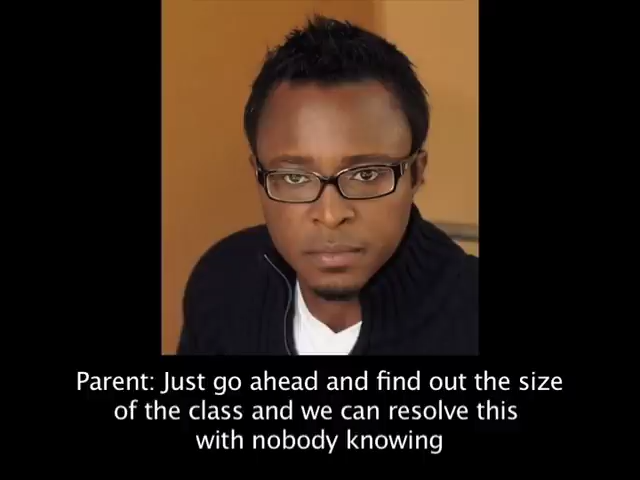 Parent: Just go ahead and find out the size
of the class and we can resolve this
with nobody knowing